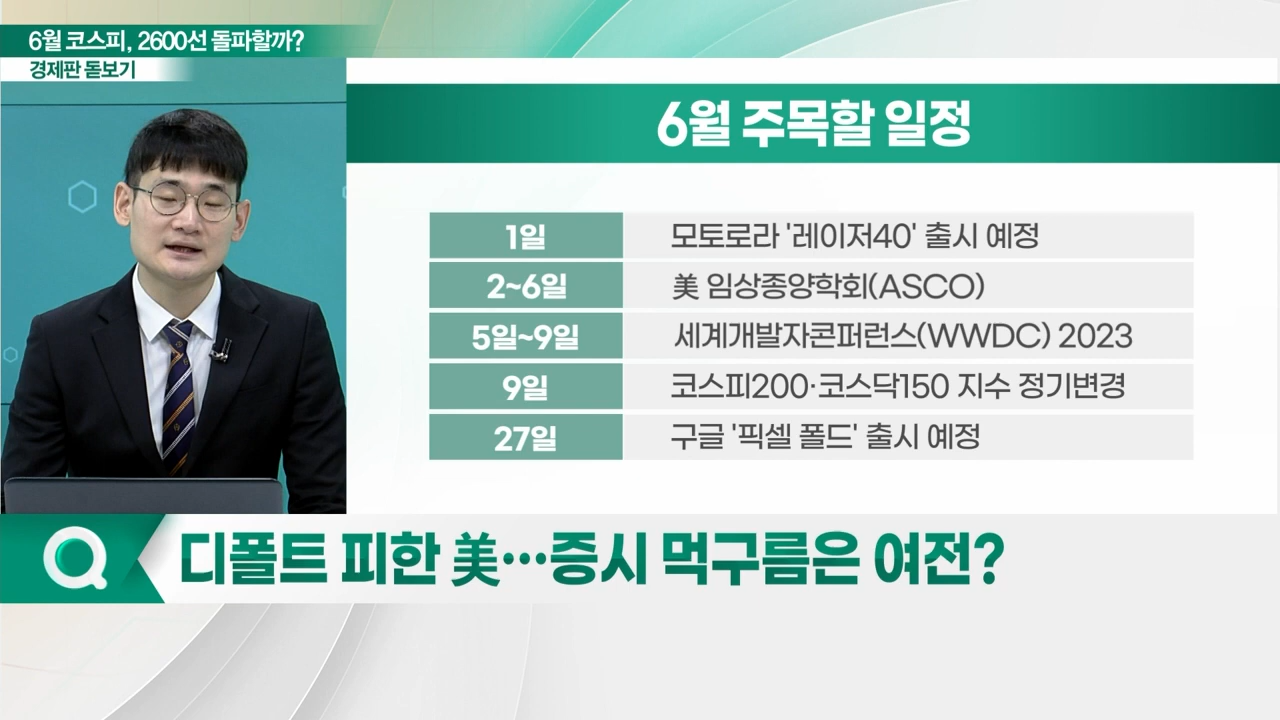 6월 코스피, 2600선 돌파할까?
경제판 돋보기
6월 주목할 일정
1일 모토로라 '레이저40' 출시 예정
2~6일 美 임상종양학회(ASCO)
5일~9일 세계개발자콘퍼런스(WWDC) 2023
9일 코스피200·코스닥150 지수 정기변경
27일 구글 '픽셀 폴드' 출시 예정
디폴트 피한 美…증시 먹구름은 여전?